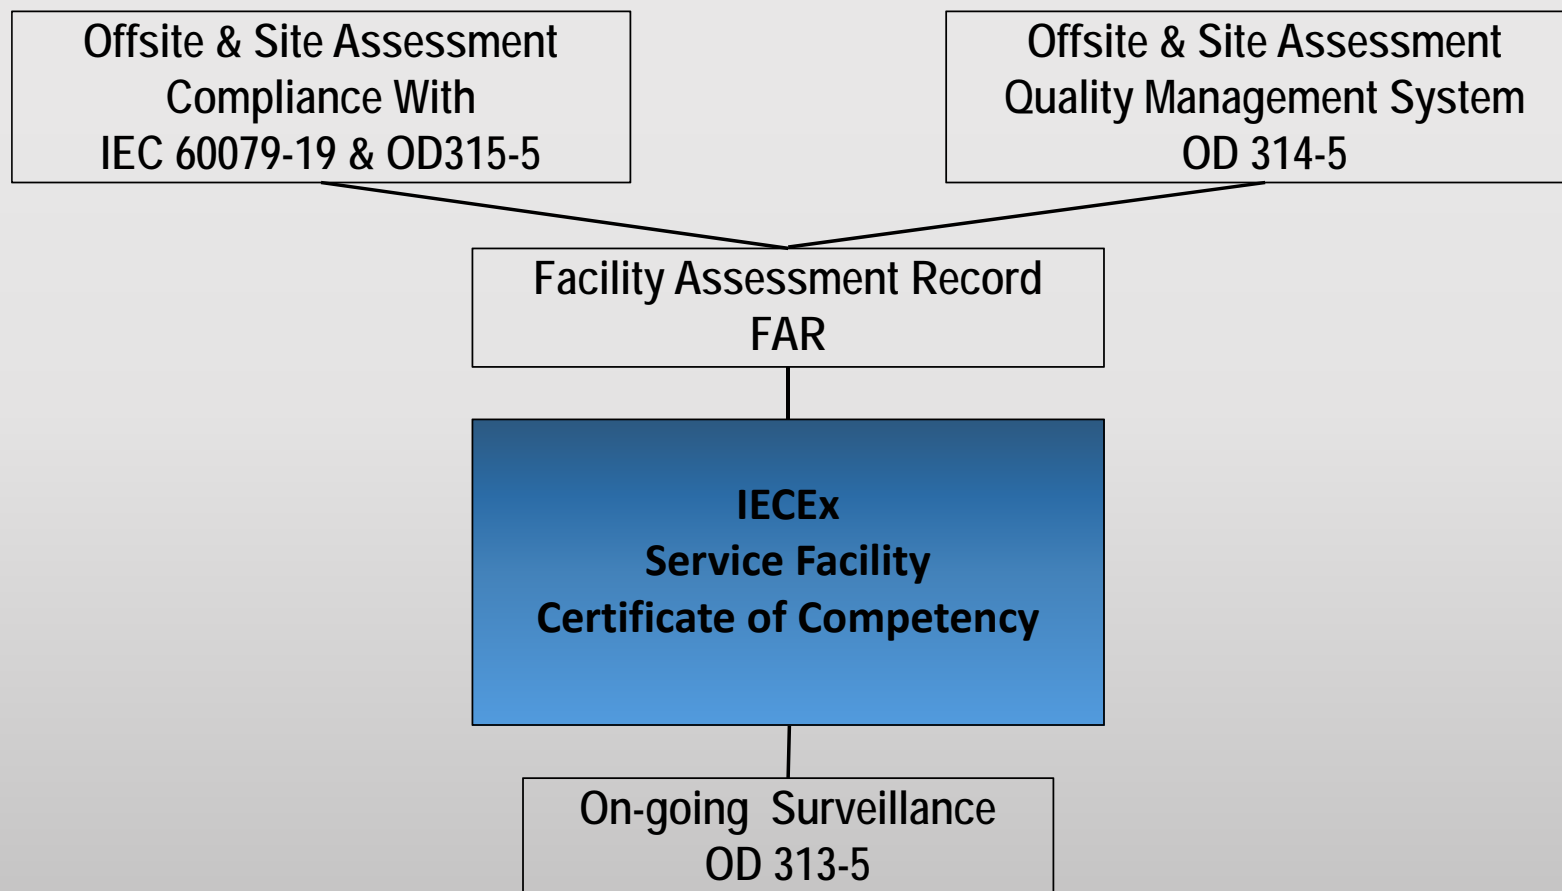 Offsite & Site Assessment
Compliance With
IEC 60079-19 & OD315-5
Offsite & Site Assessment
Quality Management System
OD 314-5
Facility Assessment Record
FAR
IECEx
Service Facility
Certificate of Competency
On-going  Surveillance
OD 313-5